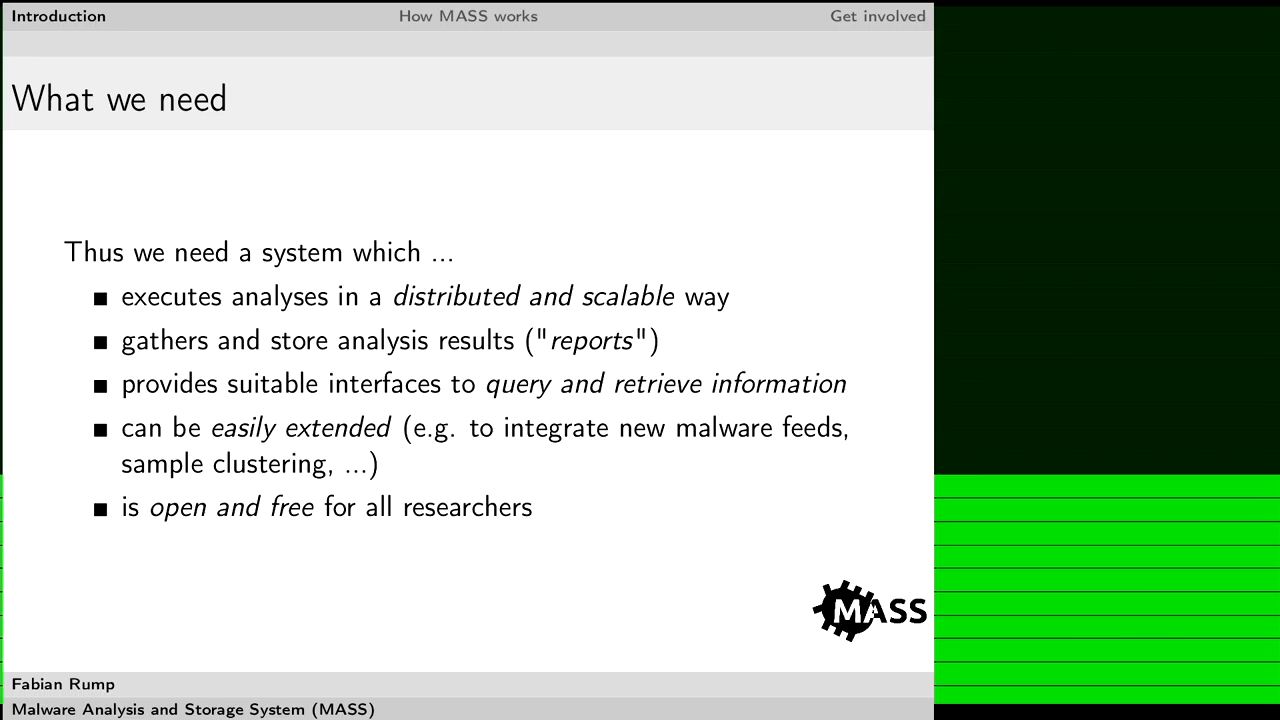 Introduction How MASS works Get involved
What we need
Thus we need a system which ...
executes analyses in a distributed and scalable way
gathers and store analysis results ("reports")
provides suitable interfaces to query and retrieve information
can be easily extended (e.g. to integrate new malware feeds,
sample clustering, ...)
is open and free for all researchers
MASS
Fabian Rump
Malware Analysis and Storage System (MASS)